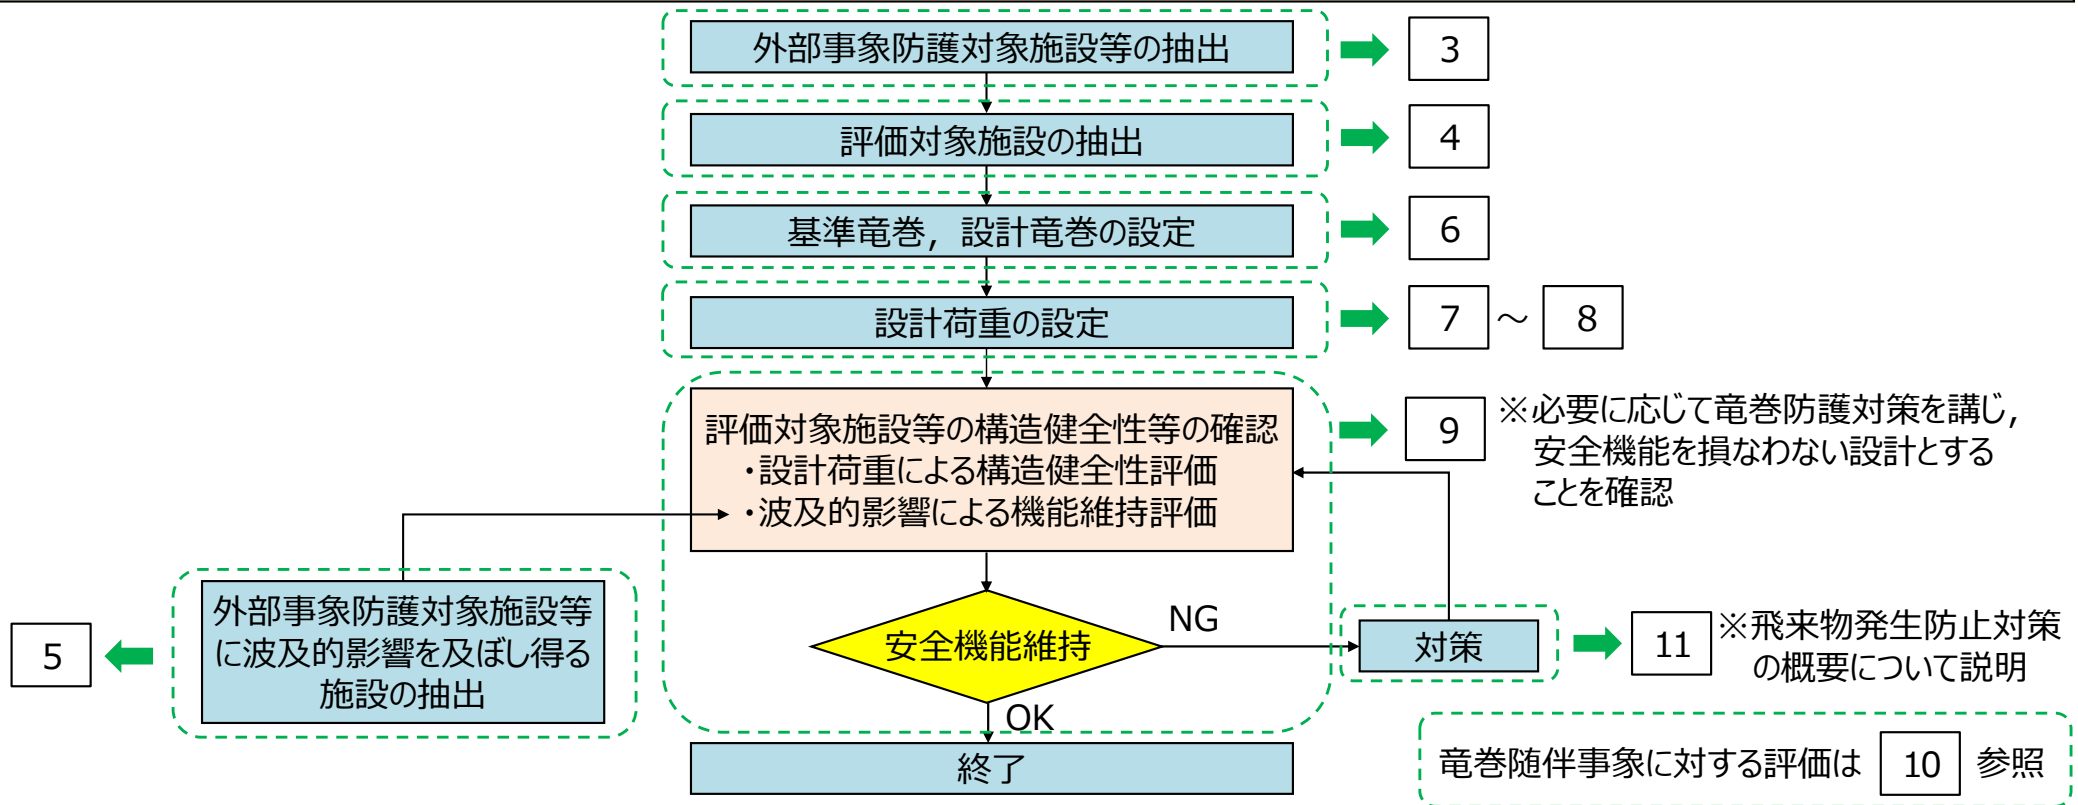 外部事象防護対象施設等の抽出
3
評価対象施設の抽出
4
基準竜巻，設計竜巻の設定
6
設計荷重の設定
7 ～ 8
評価対象施設等の構造健全性等の確認
・設計荷重による構造健全性評価
・波及的影響による機能維持評価
9
※必要に応じて竜巻防護対策を講じ，
安全機能を損なわない設計とする
ことを確認
5
外部事象防護対象施設等
に波及的影響を及ぼし得る
施設の抽出
安全機能維持
NG
対策
11
※飛来物発生防止対策
の概要について説明
OK
終了
竜巻随伴事象に対する評価は 10 参照